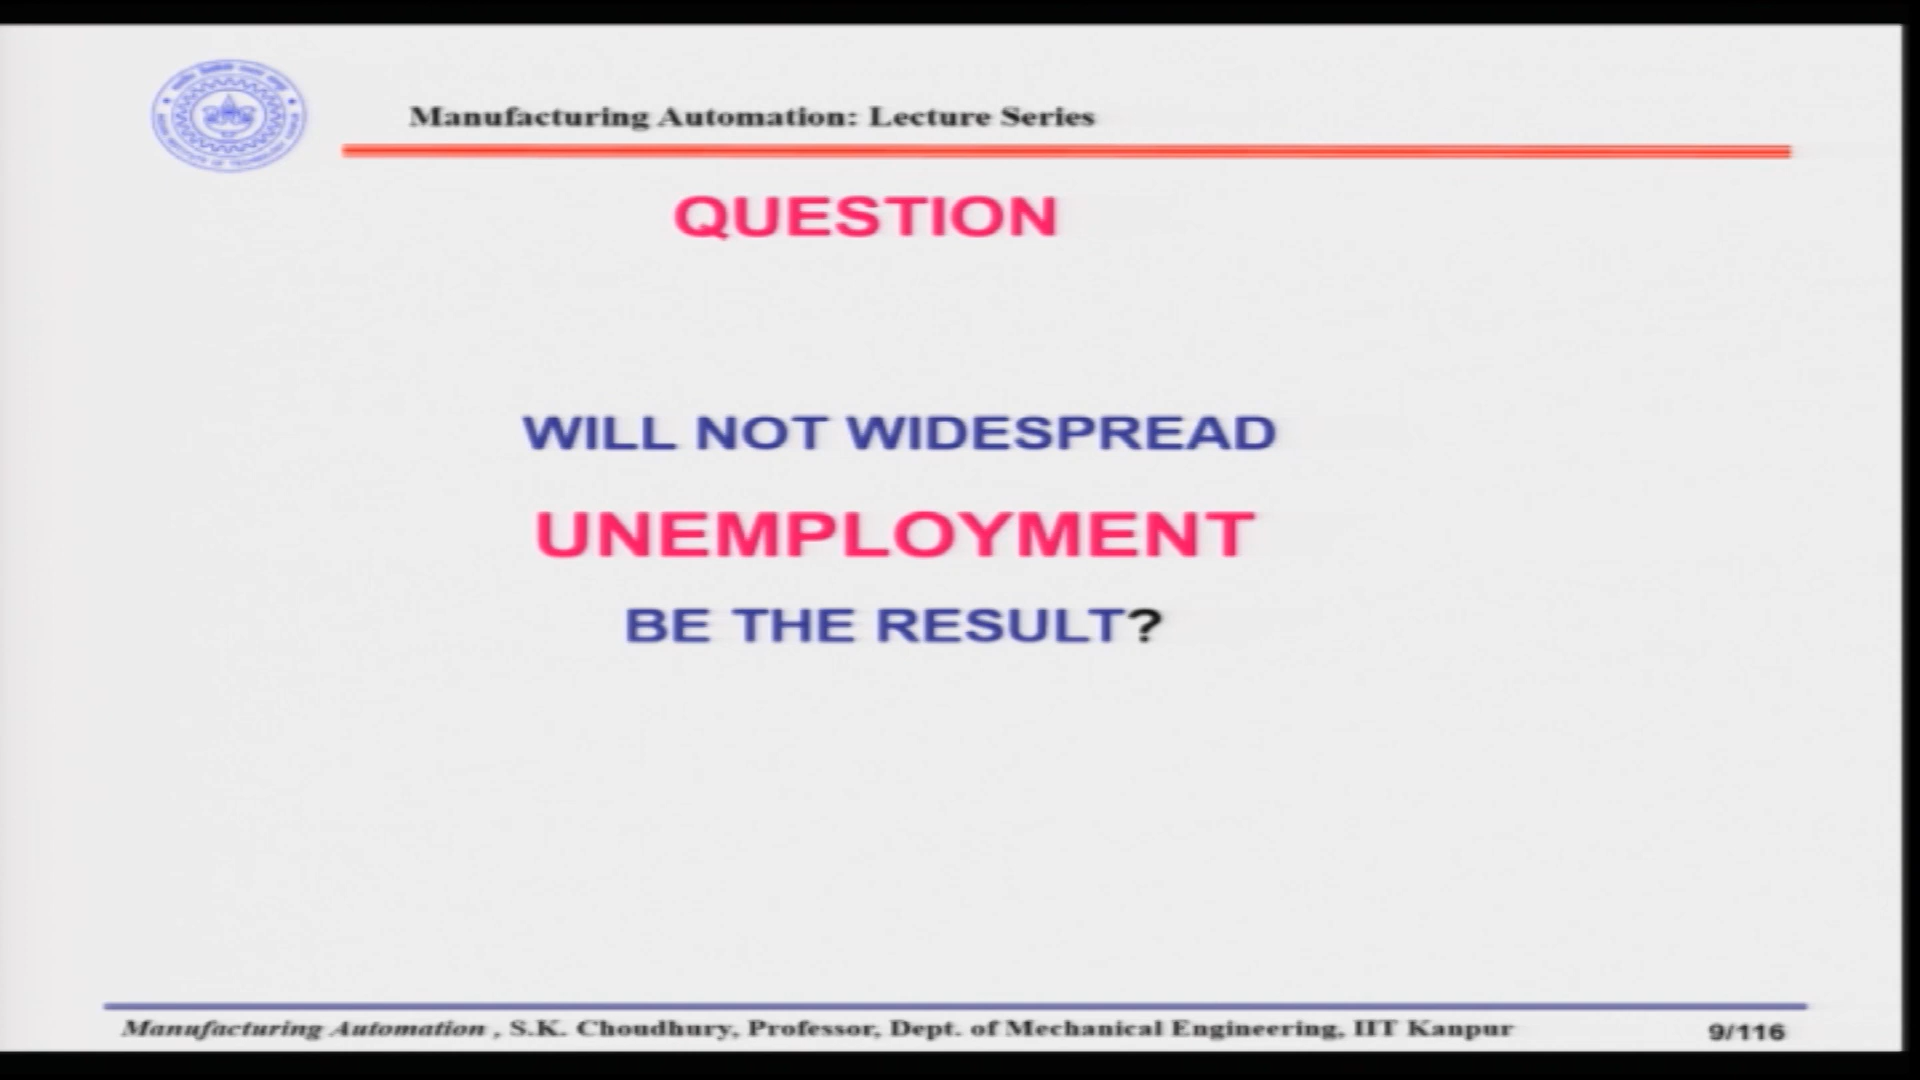 Manufacturing Automation: Lecture Series
QUESTION
WILL NOT WIDESPREAD
UNEMPLOYMENT
BE THE RESULT?
Manufacturing Automation , S.K. Choudhury, Professor, Dept. of Mechanical Engineering, IIT Kanpur
9/116